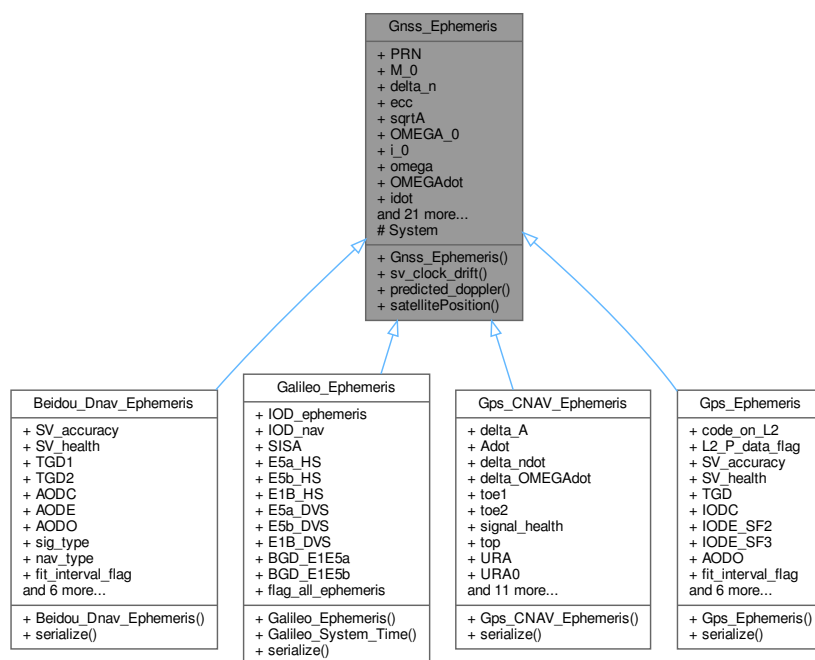 Gnss_Ephemeris
+ PRN
+ M_0
+ delta_n
+ ecc
+ sqrtA
+ OMEGA_0
+ i_0
+ omega
+ OMEGAdot
+ idot
and 21 more...
# System
+ Gnss_Ephemeris()
+ sv_clock_drift()
+ predicted_doppler()
+ satellitePosition()
Beidou_Dnav_Ephemeris
+ SV_accuracy
+ SV_health
+ TGD1
+ TGD2
+ AODC
+ AODE
+ AODO
+ sig_type
+ nav_type
+ fit_interval_flag
and 6 more...
+ Beidou_Dnav_Ephemeris()
+ serialize()
Galileo_Ephemeris
+ IOD_ephemeris
+ IOD_nav
+ SISA
+ E5a_HS
+ E5b_HS
+ E1B_HS
+ E5a_DVS
+ E5b_DVS
+ E1B_DVS
+ BGD_E1E5a
+ BGD_E1E5b
+ flag_all_ephemeris
+ Galileo_Ephemeris()
+ Galileo_System_Time()
+ serialize()
Gps_CNAV_Ephemeris
+ delta_A
+ Adot
+ delta_ndot
+ delta_OMEGAdot
+ toe1
+ toe2
+ signal_health
+ top
+ URA
+ URA0
and 11 more...
+ Gps_CNAV_Ephemeris()
+ serialize()
Gps_Ephemeris
+ code_on_L2
+ L2_P_data_flag
+ SV_accuracy
+ SV_health
+ TGD
+ IODC
+ IODE_SF2
+ IODE_SF3
+ AODO
+ fit_interval_flag
and 6 more...
+ Gps_Ephemeris()
+ serialize()